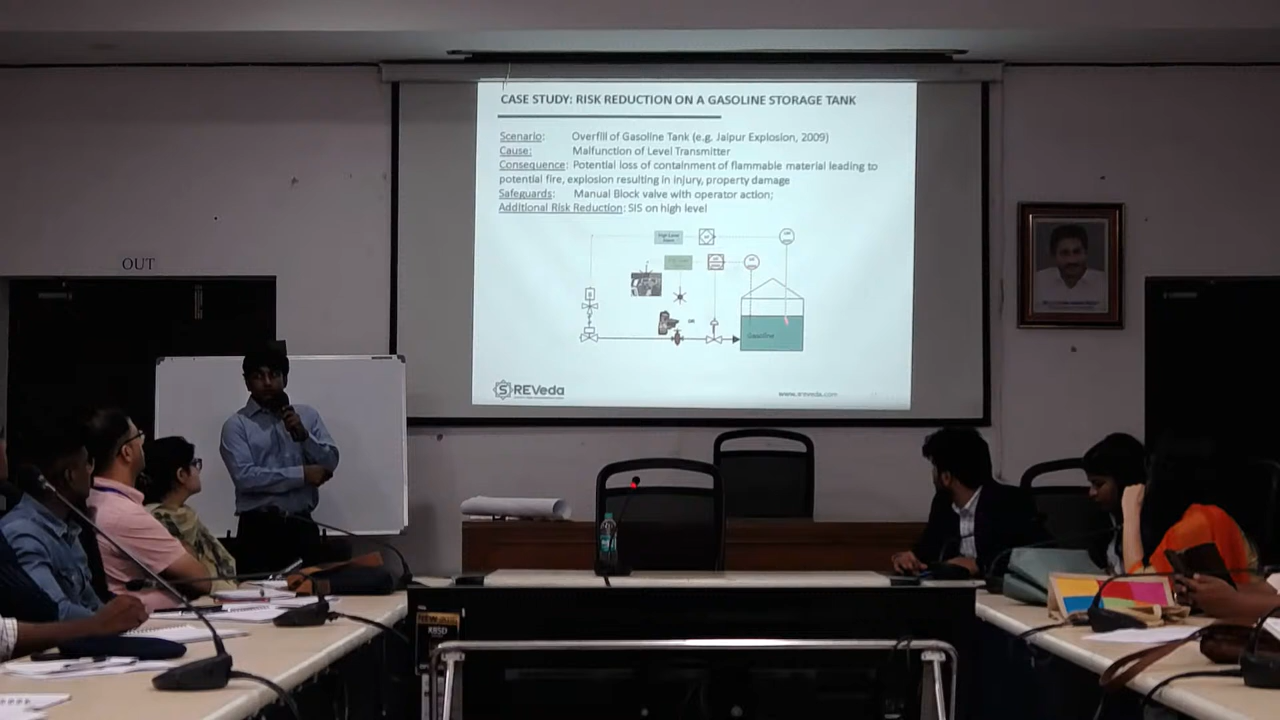 CASE STUDY: RISK REDUCTION ON A GASOLINE STORAGE TANK
Scenario: Overfill of Gasoline Tank (e.g. Jaipur Explosion, 2009)
Cause: Malfunction of Level Transmitter
Consequence: Potential loss of containment of flammable material leading to
potential fire, explosion resulting in injury, property damage
Safeguards: Manual Block valve with operator action;
Additional Risk Reduction: SIS on high level
Gasoline
SREVeda
www.sreveda.com
OUT
NEW
X85D